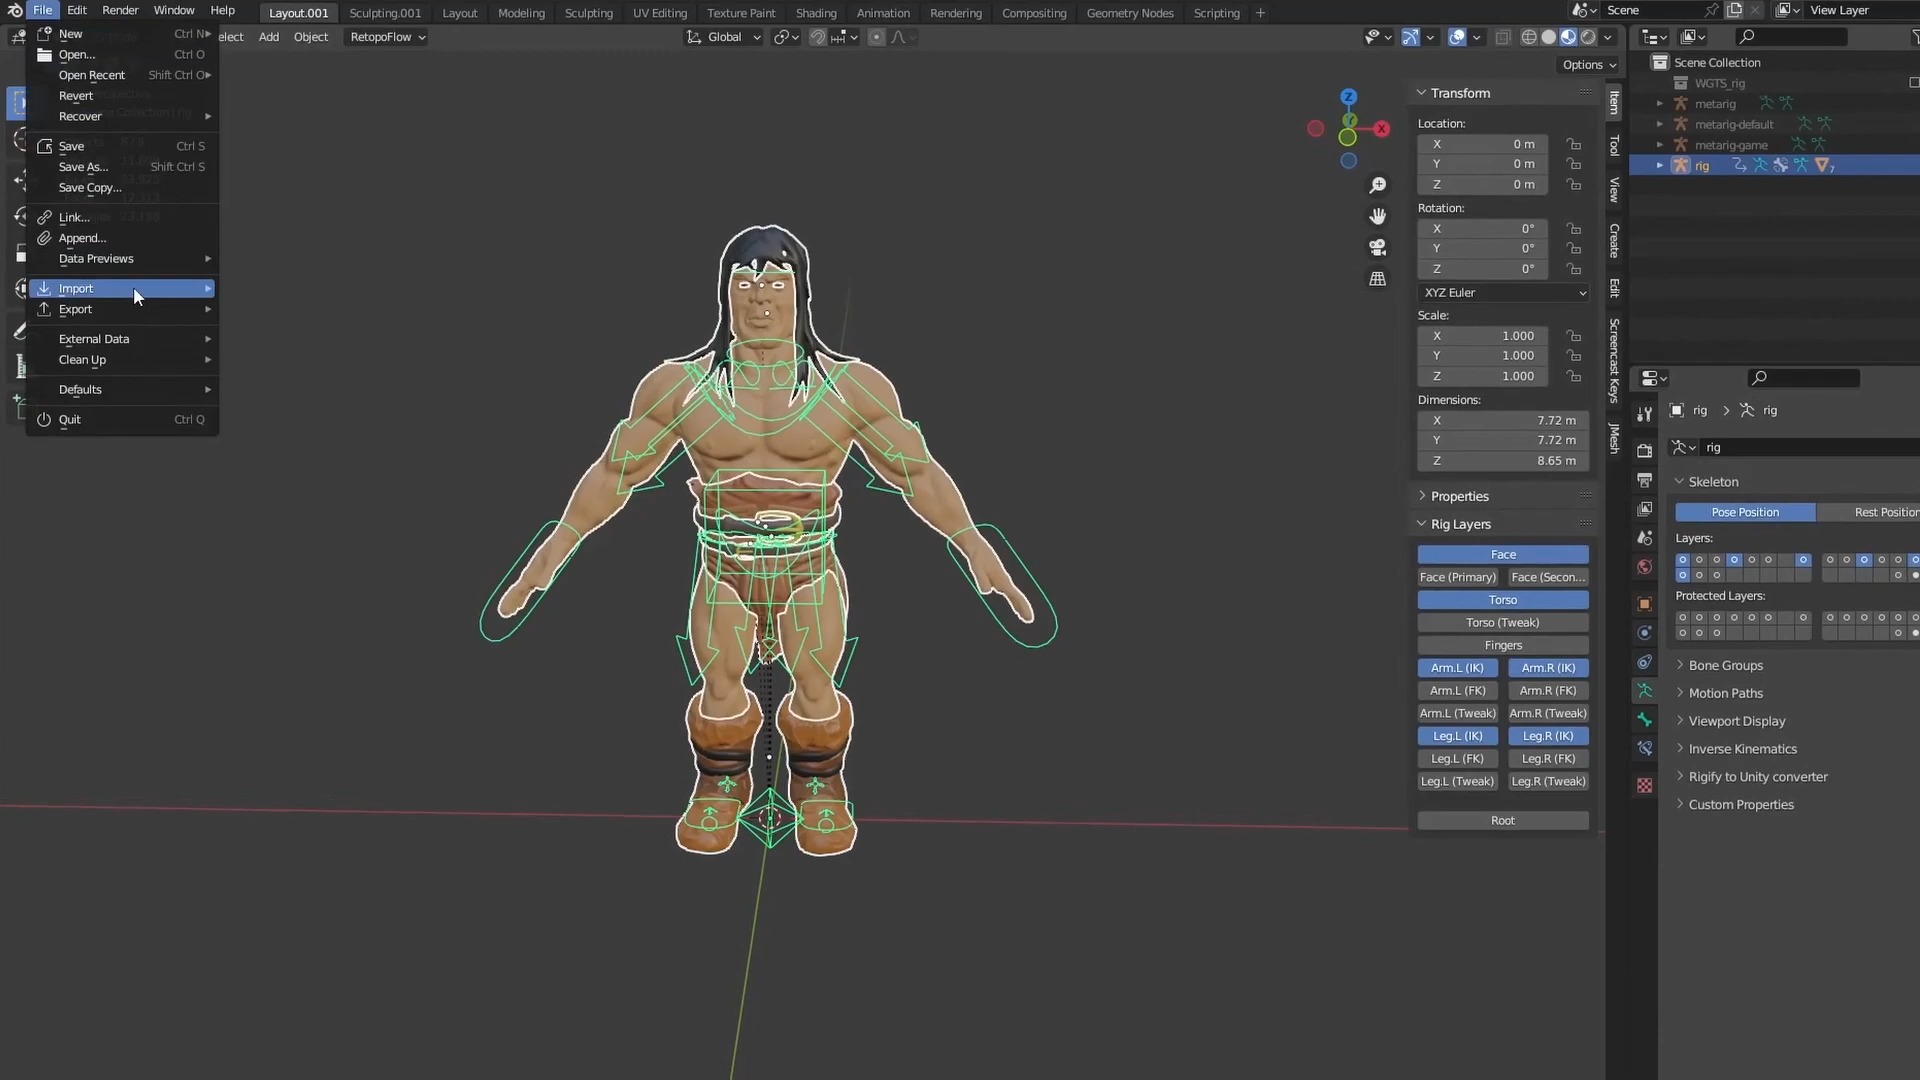 File Edit Render Window Help Layout.001 Sculpting.001 Layout Modeling Sculpting UV Editing Texture Paint Shading Animation Rendering Compositing Geometry Nodes Scripting + Scene View Layer
elect Add Object RetopoFlow Global
Options
New Ctrl N
Open... Ctrl O
Open Recent Shift Ctrl O
Revert
Recover
Save Ctrl S
Save As... Shift Ctrl S
Save Copy...
Link...
Append...
Data Previews
Import
Export
External Data
Clean Up
Defaults
Quit Ctrl Q
Z
Y
X
Transform
Location:
X 0 m
Y 0 m
Z 0 m
Rotation:
X 0°
Y 0°
Z 0°
XYZ Euler
Scale:
X 1.000
Y 1.000
Z 1.000
Dimensions:
X 7.72 m
Y 7.72 m
Z 8.65 m
Properties
Rig Layers
Face
Face (Primary) Face (Secon...
Torso
Torso (Tweak)
Fingers
Arm.L (IK) Arm.R (IK)
Arm.L (FK) Arm.R (FK)
Arm.L (Tweak) Arm.R (Tweak)
Leg.L (IK) Leg.R (IK)
Leg.L (FK) Leg.R (FK)
Leg.L (Tweak) Leg.R (Tweak)
Root
Item
Tool
View
Create
Edit
Screencast Keys
JMesh
Scene Collection
WGTS_rig
metarig
metarig-default
metarig-game
rig 7
rig > rig
rig
Skeleton
Pose Position Rest Position
Layers:
Protected Layers:
Bone Groups
Motion Paths
Viewport Display
Inverse Kinematics
Rigify to Unity converter
Custom Properties